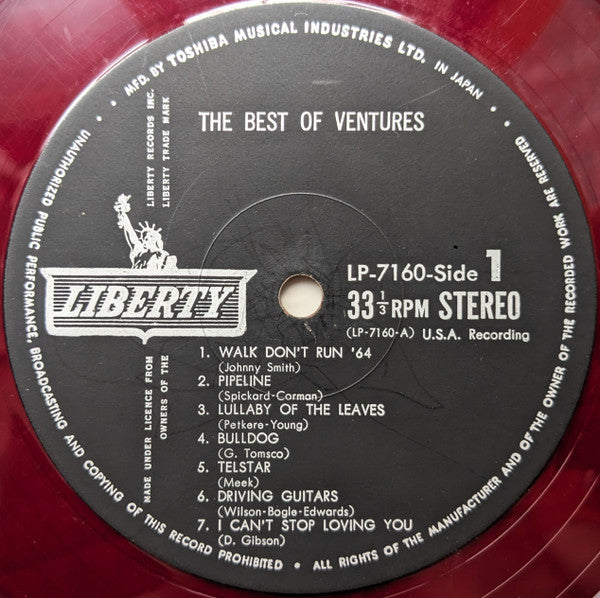 MFD. BY TOSHIBA MUSICAL INDUSTRIES LTD. IN JAPAN
THE BEST OF VENTURES
LIBERTY RECORDS INC.
LIBERTY TRADE MARK
LIBERTY
MADE UNDER LICENCE FROM
OWNERS OF THE
LP-7160-Side 1
33 1/3 RPM STEREO
(LP-7160-A) U.S.A. Recording
1. WALK DON'T RUN '64
(Johnny Smith)
2. PIPELINE
(Spickard-Corman)
3. LULLABY OF THE LEAVES
(Petkere-Young)
4. BULLDOG
(G. Tomsco)
5. TELSTAR
(Meek)
6. DRIVING GUITARS
(Wilson-Bogle-Edwards)
7. I CAN'T STOP LOVING YOU
(D. Gibson)
UNAUTHORIZED PUBLIC PERFORMANCE, BROADCASTING AND COPYING OF THIS RECORD PROHIBITED • ALL RIGHTS OF THE MANUFACTURER AND OF THE OWNER OF THE RECORDED WORK ARE RESERVED